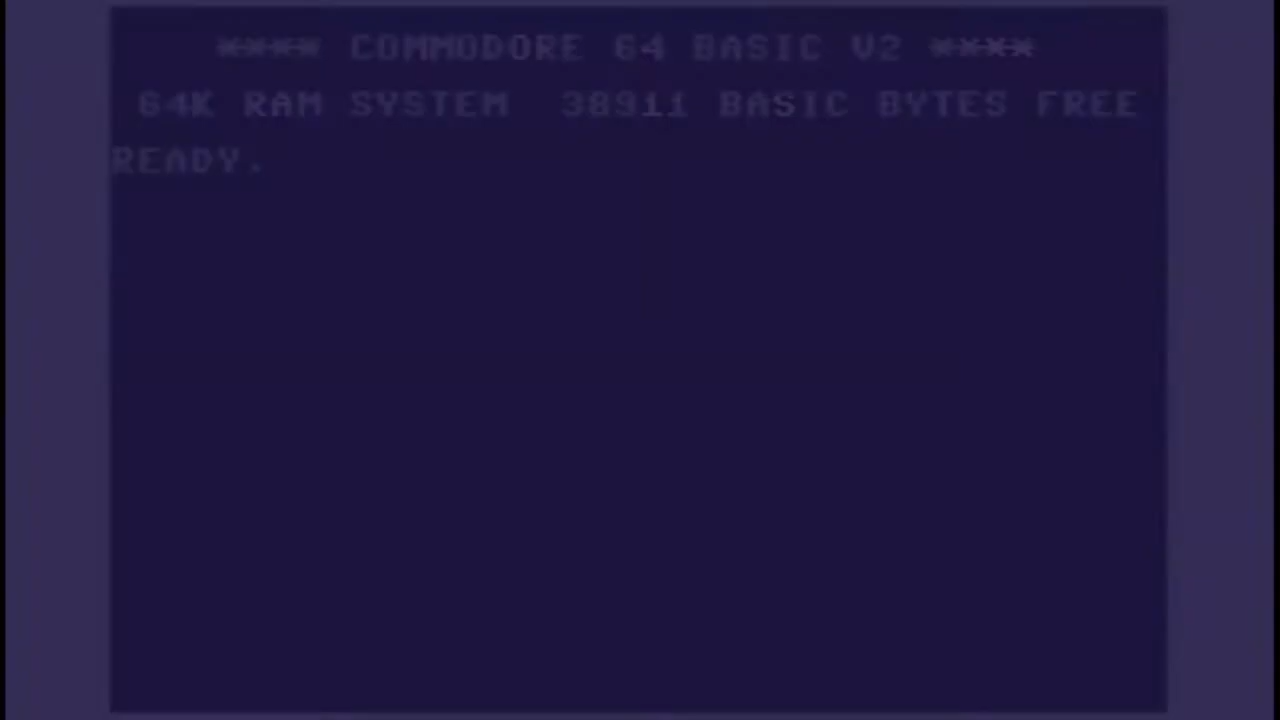 **** COMMODORE 64 BASIC V2 ****
64K RAM SYSTEM  38911 BASIC BYTES FREE
READY.